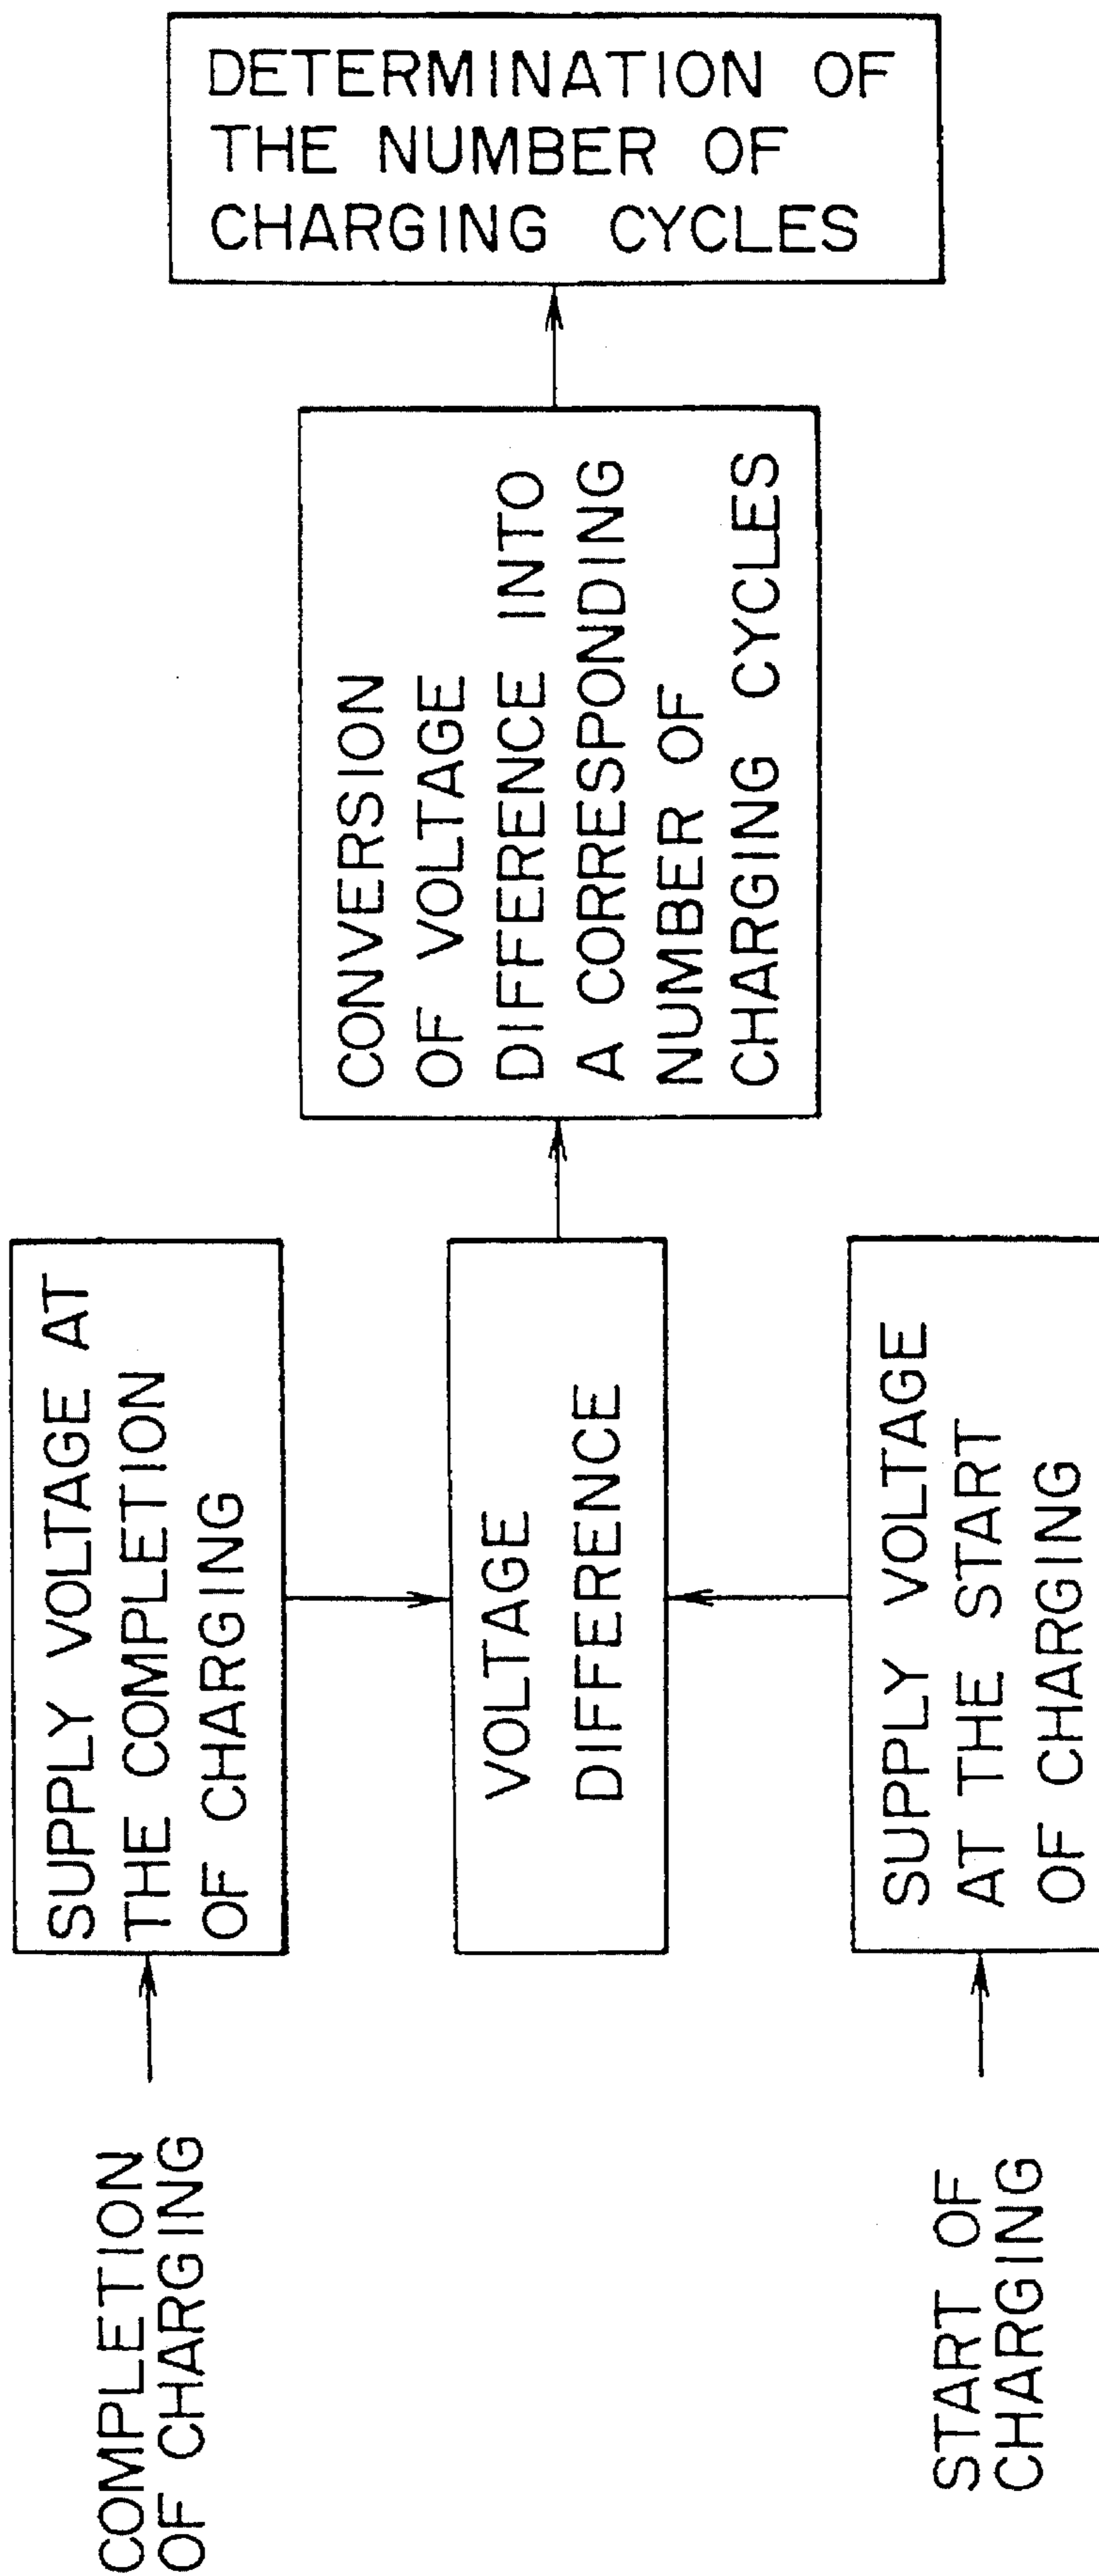 COMPLETION
OF CHARGING
SUPPLY VOLTAGE AT
THE COMPLETION
OF CHARGING
VOLTAGE
DIFFERENCE
START OF
CHARGING
SUPPLY VOLTAGE
AT THE START
OF CHARGING
CONVERSION
OF VOLTAGE
DIFFERENCE INTO
A CORRESPONDING
NUMBER OF
CHARGING CYCLES
DETERMINATION OF
THE NUMBER OF
CHARGING CYCLES